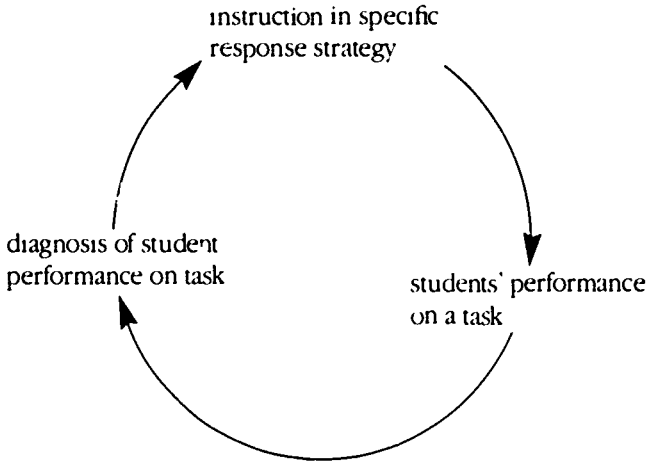 instruction in specific
response strategy
diagnosis of student
performance on task
students' performance
on a task